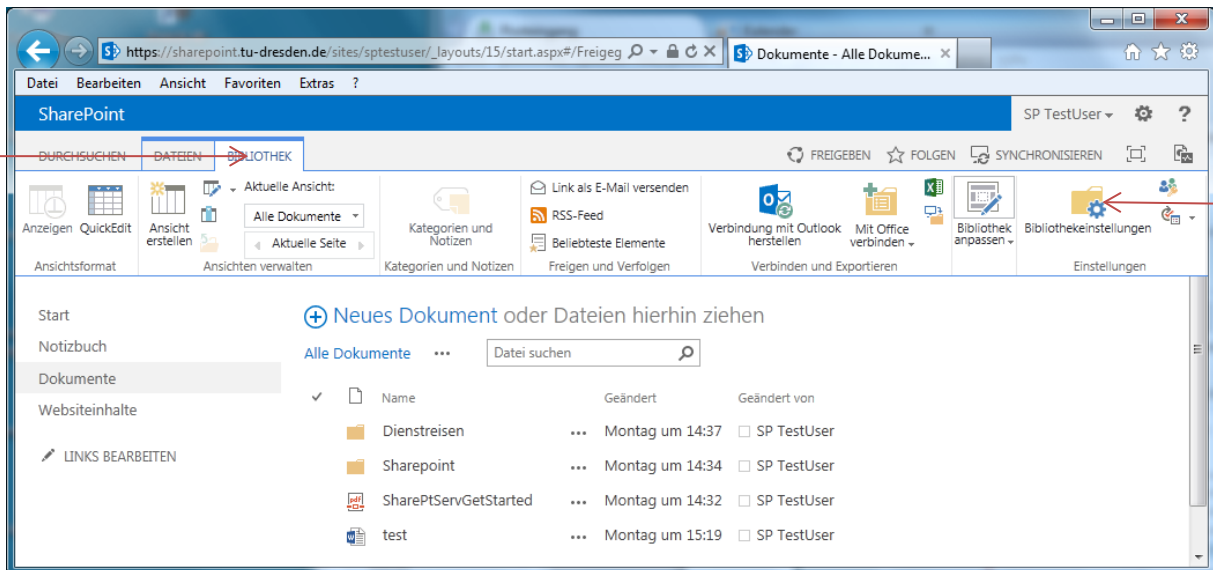 https://sharepoint.tu-dresden.de/sites/sptestuser/_layouts/15/start.aspx#/Freigeg
Dokumente - Alle Dokume...
Datei Bearbeiten Ansicht Favoriten Extras ?
SharePoint
SP TestUser
?
DURCHSUCHEN DATEIEN BIBLIOTHEK
FREIGEBEN FOLGEN SYNCHRONISIEREN
Anzeigen
QuickEdit
Ansichtsformat
Ansicht
erstellen
Aktuelle Ansicht:
Alle Dokumente
Aktuelle Seite
Ansichten verwalten
Kategorien und
Notizen
Kategorien und Notizen
Link als E-Mail versenden
RSS-Feed
Beliebteste Elemente
Freigen und Verfolgen
Verbindung mit Outlook
herstellen
Mit Office
verbinden
Verbinden und Exportieren
Bibliothek
anpassen
Bibliothekeinstellungen
Einstellungen
Start
Notizbuch
Dokumente
Websiteinhalte
LINKS BEARBEITEN
Neues Dokument oder Dateien hierhin ziehen
Alle Dokumente ... Datei suchen
Name Geändert Geändert von
Dienstreisen ... Montag um 14:37 SP TestUser
Sharepoint ... Montag um 14:34 SP TestUser
SharePtServGetStarted ... Montag um 14:32 SP TestUser
test ... Montag um 15:19 SP TestUser